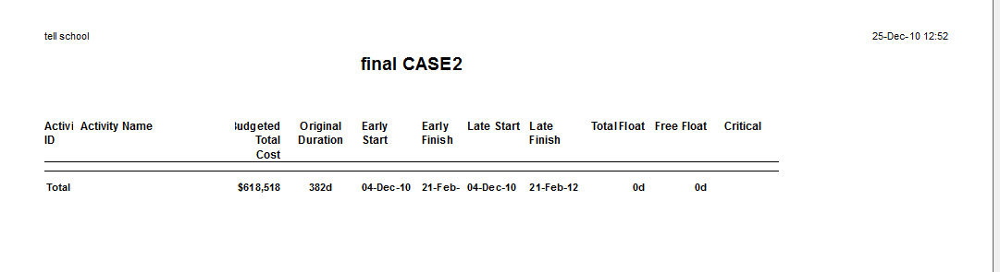 tell school 25-Dec-10 12:52
final CASE2
Activi Activity Name udgeted Original Early Early Late Start Late Total Float Free Float Critical
ID Total Duration Start Finish Finish
Cost
Total $618,518 382d 04-Dec-10 21-Feb- 04-Dec-10 21-Feb-12 0d 0d